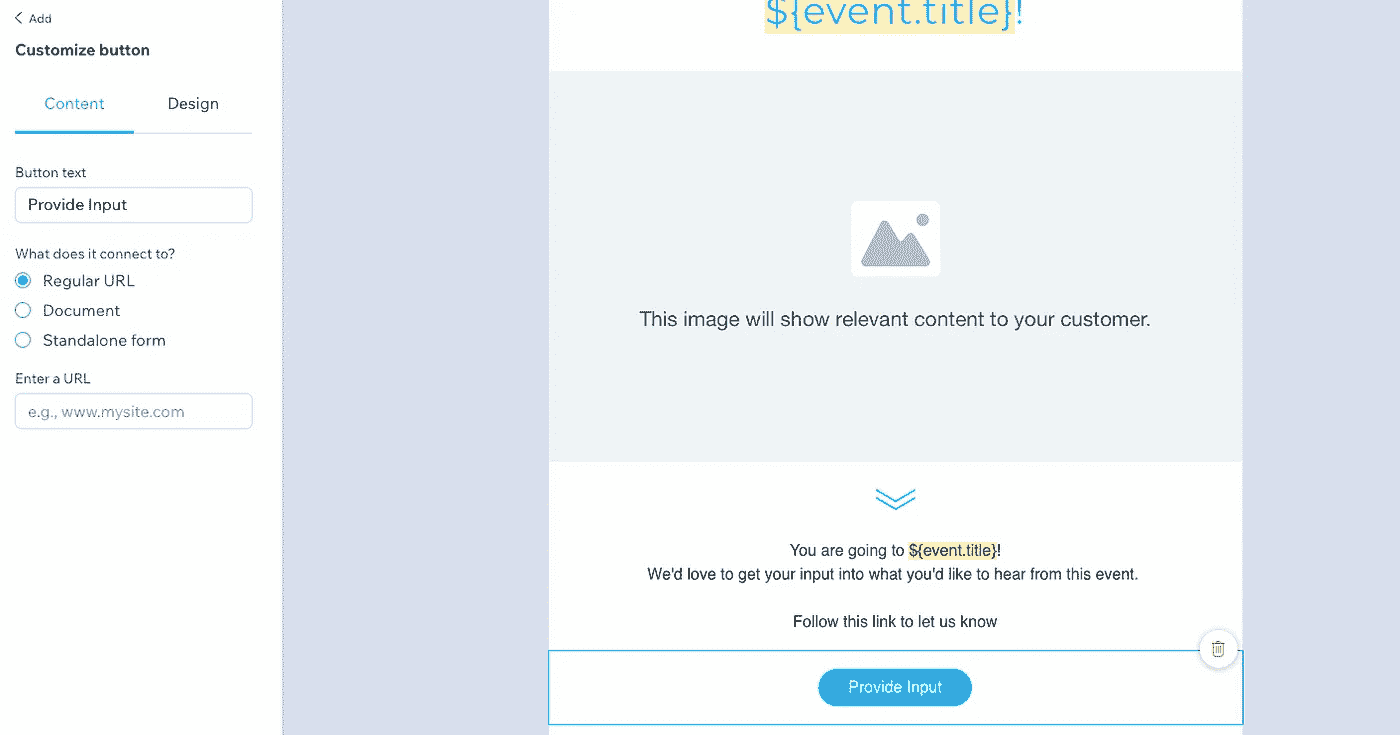 Add
Customize button
Content
Design
Button text
Provide Input
What does it connect to?
Regular URL
Document
Standalone form
Enter a URL
e.g., www.mysite.com
${event.title}!
This image will show relevant content to your customer.
You are going to ${event.title}!
We'd love to get your input into what you'd like to hear from this event.
Follow this link to let us know
Provide Input